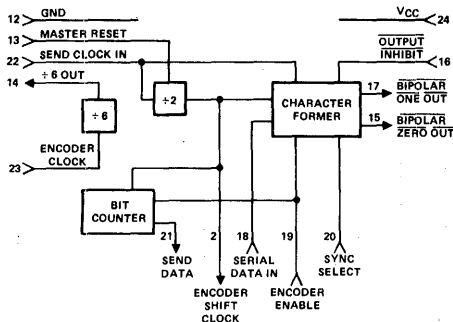 12 GND
13 MASTER RESET
22 SEND CLOCK IN
14 ÷ 6 OUT
÷ 6
23 ENCODER CLOCK
÷2
VCC 24
OUTPUT INHIBIT 16
CHARACTER FORMER
17 BIPOLAR ONE OUT
15 BIPOLAR ZERO OUT
BIT COUNTER
21 SEND DATA
2 ENCODER SHIFT CLOCK
18 SERIAL DATA IN
19 ENCODER ENABLE
20 SYNC SELECT